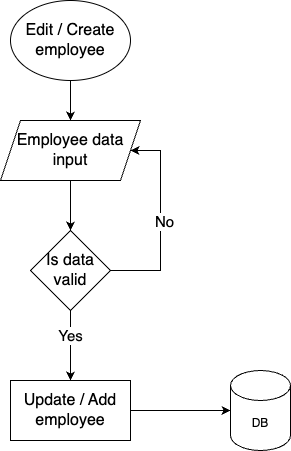 Edit / Create
employee
Employee data
input
No
Is data
valid
Yes
Update / Add
employee
DB